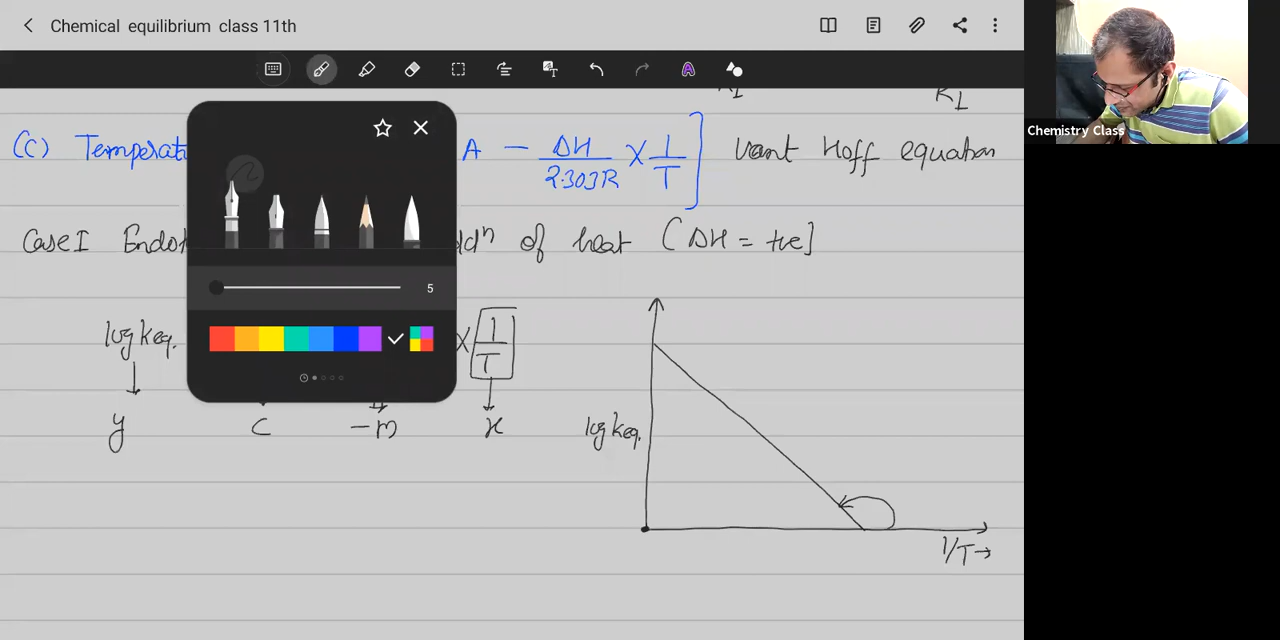 Chemical equilibrium class 11th
Chemistry Class
(C) Temperat A - ΔH/2.303R × 1/T] Vant Hoff equation
Case I Endot of heat (ΔH = +ve]
5
log Keq. × 1/T
y c -m x
log Keq.
1/T →